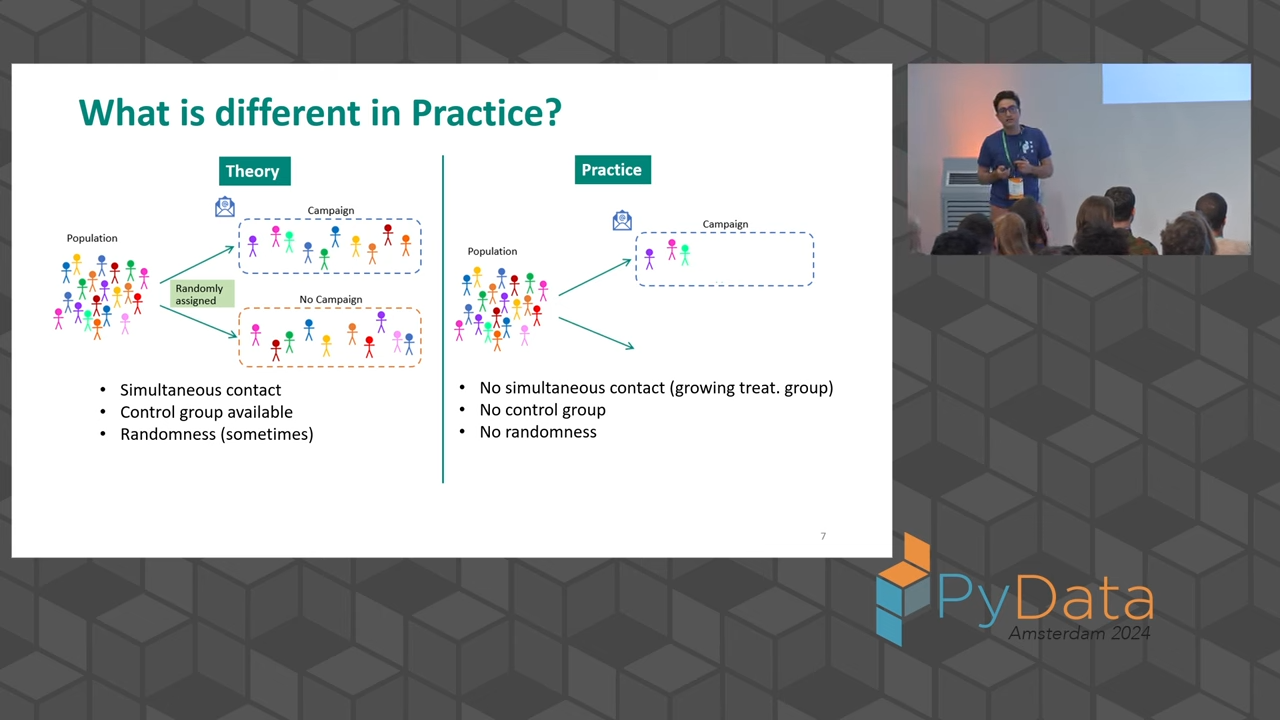 What is different in Practice?
Theory
Campaign
Population
Randomly
assigned
No Campaign
• Simultaneous contact
• Control group available
• Randomness (sometimes)
Practice
Campaign
Population
• No simultaneous contact (growing treat. group)
• No control group
• No randomness
7
PyData
Amsterdam 2024